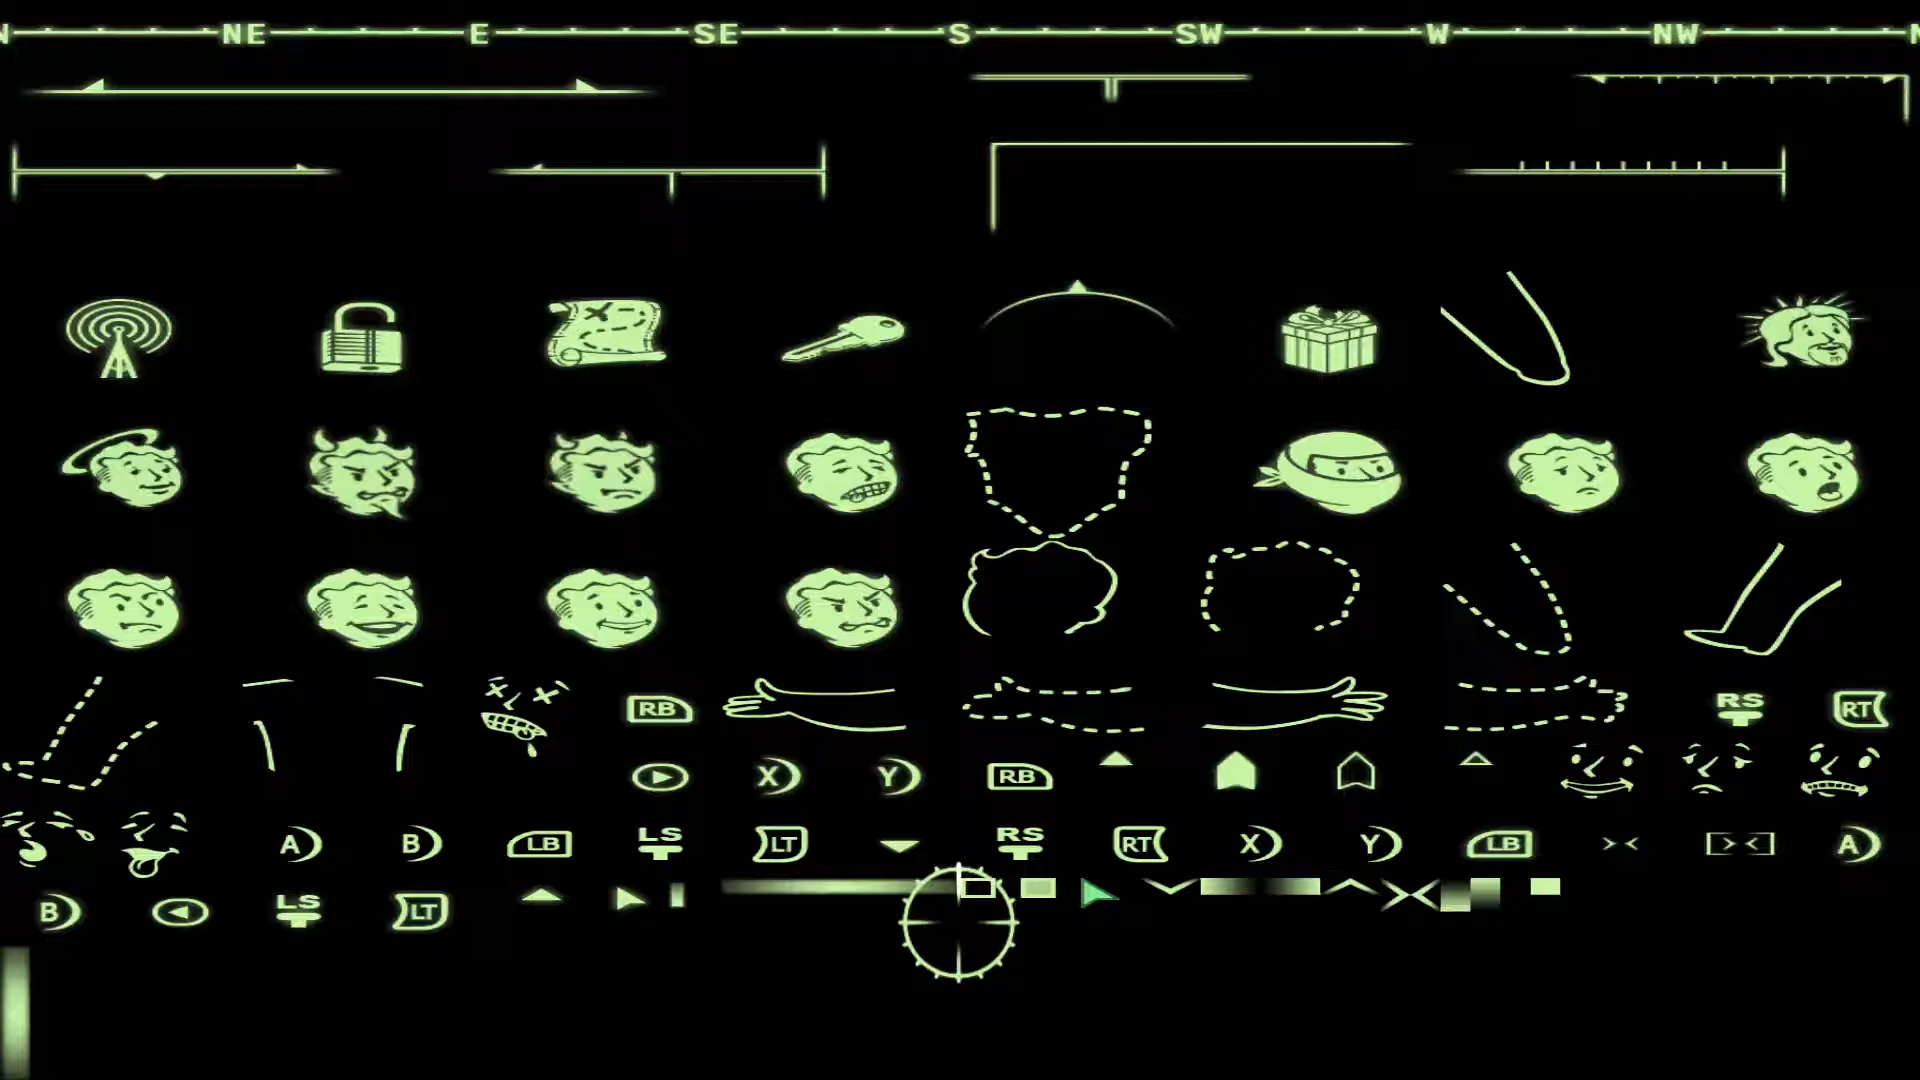 N NE E SE S SW W NW N
RB RS RT
X Y RB
A B LB LS LT RS RT X Y LB A
B LS LT